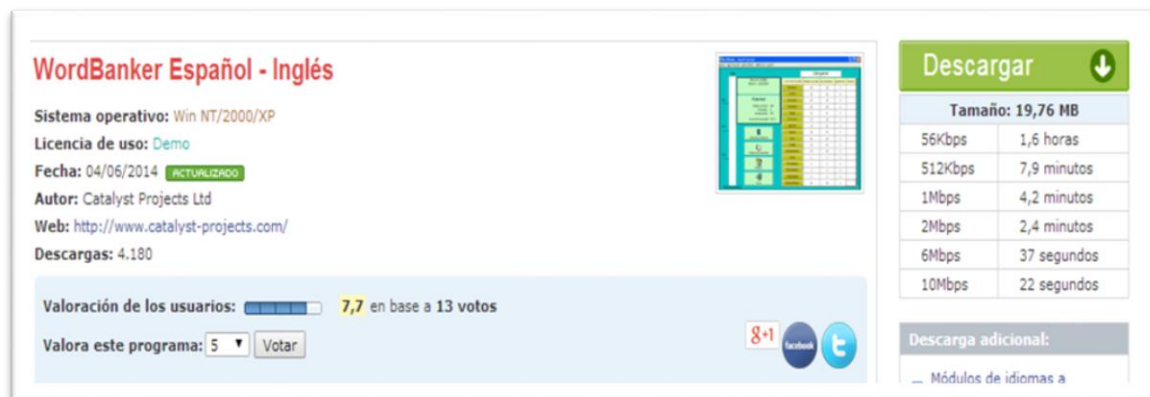 WordBanker Español - Inglés
Sistema operativo: Win NT/2000/XP
Licencia de uso: Demo
Fecha: 04/06/2014 ACTUALIZADO
Autor: Catalyst Projects Ltd
Web: http://www.catalyst-projects.com/
Descargas: 4.180
Valoración de los usuarios: 7,7 en base a 13 votos
Valora este programa: 5 Votar
g+1 facebook t
Descargar
Tamaño: 19,76 MB
56Kbps 1,6 horas
512Kbps 7,9 minutos
1Mbps 4,2 minutos
2Mbps 2,4 minutos
6Mbps 37 segundos
10Mbps 22 segundos
Descarga adicional:
Módulos de idiomas a